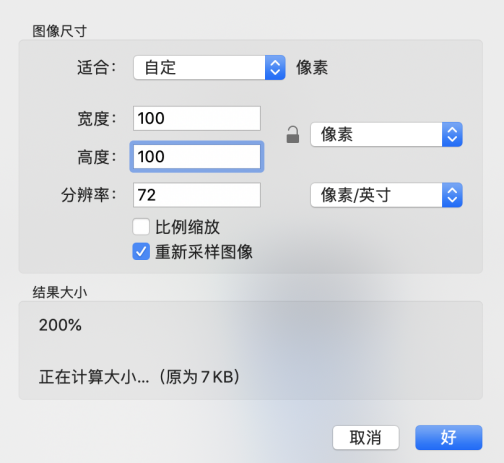 图像尺寸
适合： 自定 像素
宽度： 100
像素
高度： 100
分辨率： 72 像素/英寸
比例缩放
重新采样图像
结果大小
200%
正在计算大小...（原为 7 KB）
取消 好